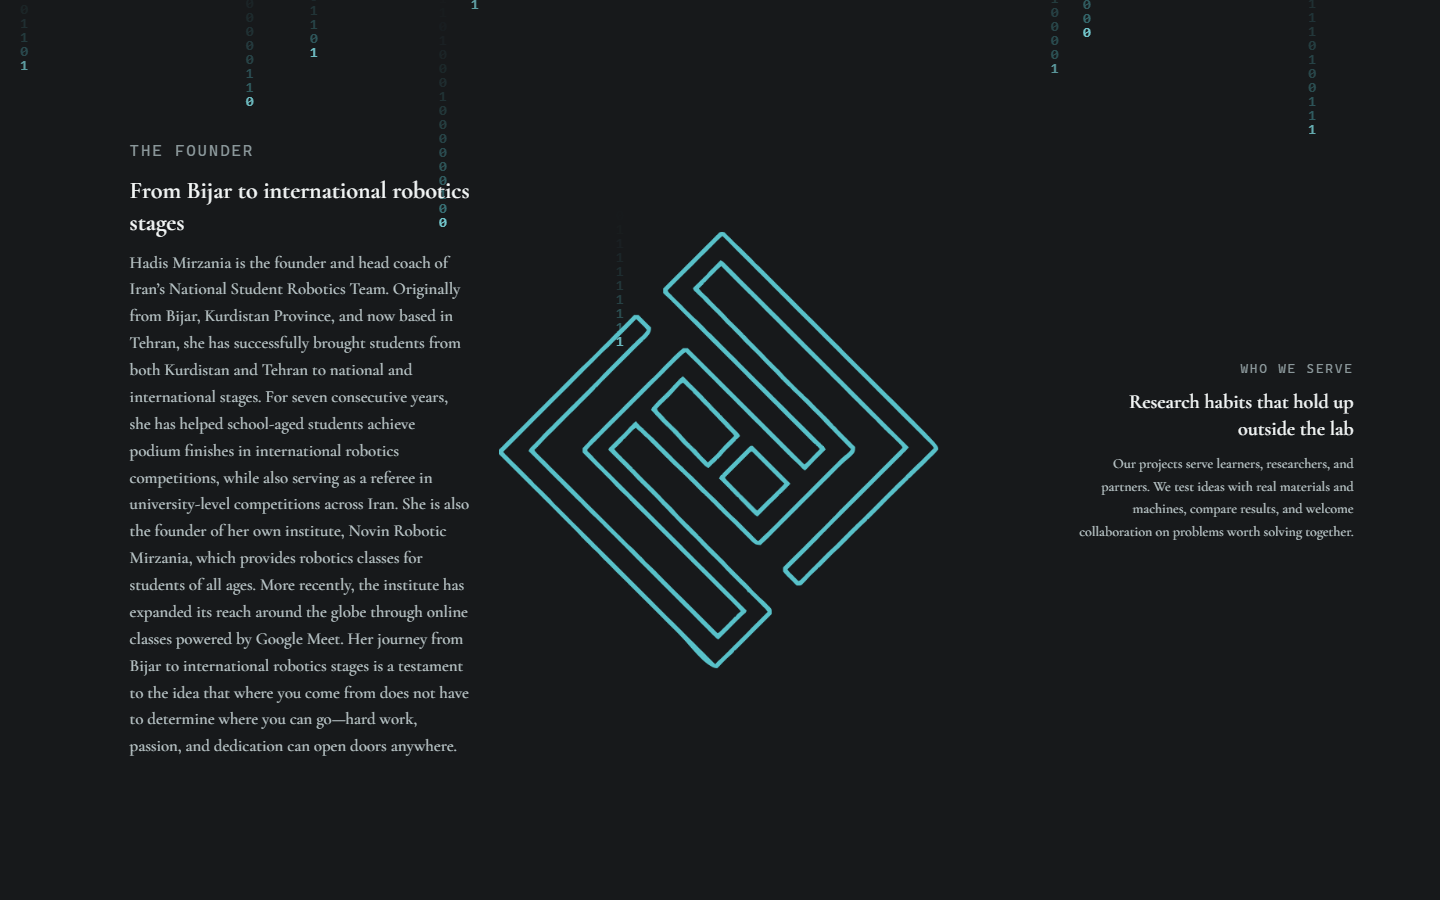 THE FOUNDER
From Bijar to international robotics
stages
Hadis Mirzania is the founder and head coach of
Iran’s National Student Robotics Team. Originally
from Bijar, Kurdistan Province, and now based in
Tehran, she has successfully brought students from
both Kurdistan and Tehran to national and
international stages. For seven consecutive years,
she has helped school-aged students achieve
podium finishes in international robotics
competitions, while also serving as a referee in
university-level competitions across Iran. She is also
the founder of her own institute, Novin Robotic
Mirzania, which provides robotics classes for
students of all ages. More recently, the institute has
expanded its reach around the globe through online
classes powered by Google Meet. Her journey from
Bijar to international robotics stages is a testament
to the idea that where you come from does not have
to determine where you can go—hard work,
passion, and dedication can open doors anywhere.
WHO WE SERVE
Research habits that hold up
outside the lab
Our projects serve learners, researchers, and
partners. We test ideas with real materials and
machines, compare results, and welcome
collaboration on problems worth solving together.